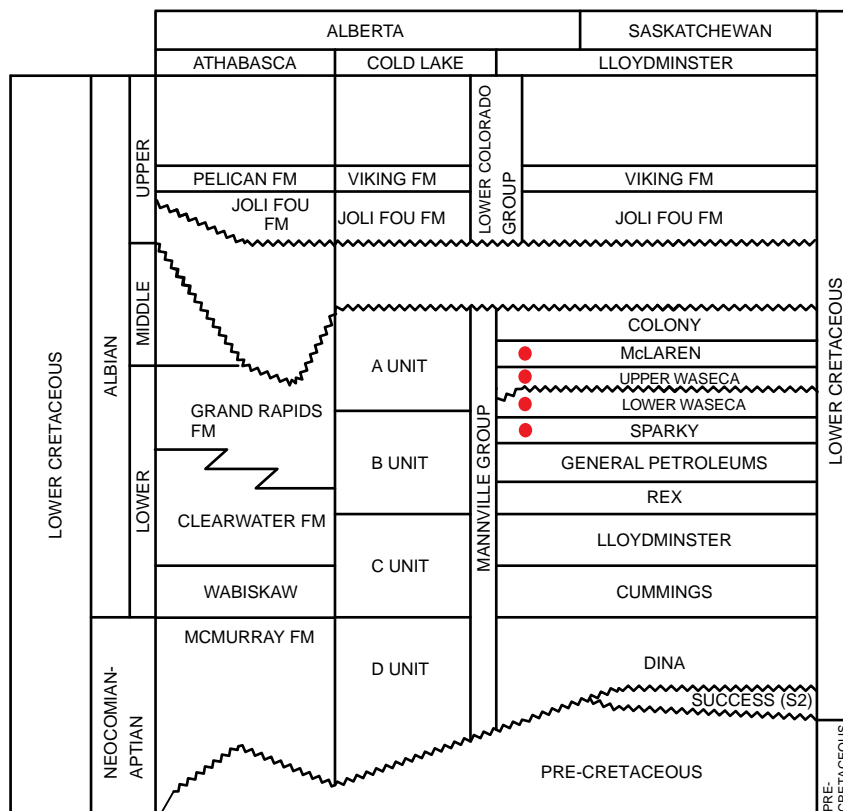 ALBERTA
SASKATCHEWAN
ATHABASCA
COLD LAKE
LLOYDMINSTER
LOWER CRETACEOUS
ALBIAN
UPPER
PELICAN FM
VIKING FM
LOWER COLORADO
GROUP
VIKING FM
JOLI FOU
FM
JOLI FOU FM
JOLI FOU FM
MIDDLE
LOWER CRETACEOUS
COLONY
A UNIT
McLAREN
UPPER WASECA
GRAND RAPIDS
FM
LOWER WASECA
SPARKY
LOWER
B UNIT
MANNVILLE GROUP
GENERAL PETROLEUMS
REX
CLEARWATER FM
LLOYDMINSTER
C UNIT
WABISKAW
CUMMINGS
NEOCOMIAN-
APTIAN
MCMURRAY FM
D UNIT
DINA
SUCCESS (S2)
PRE-CRETACEOUS
PRE-
CRETACEOUS